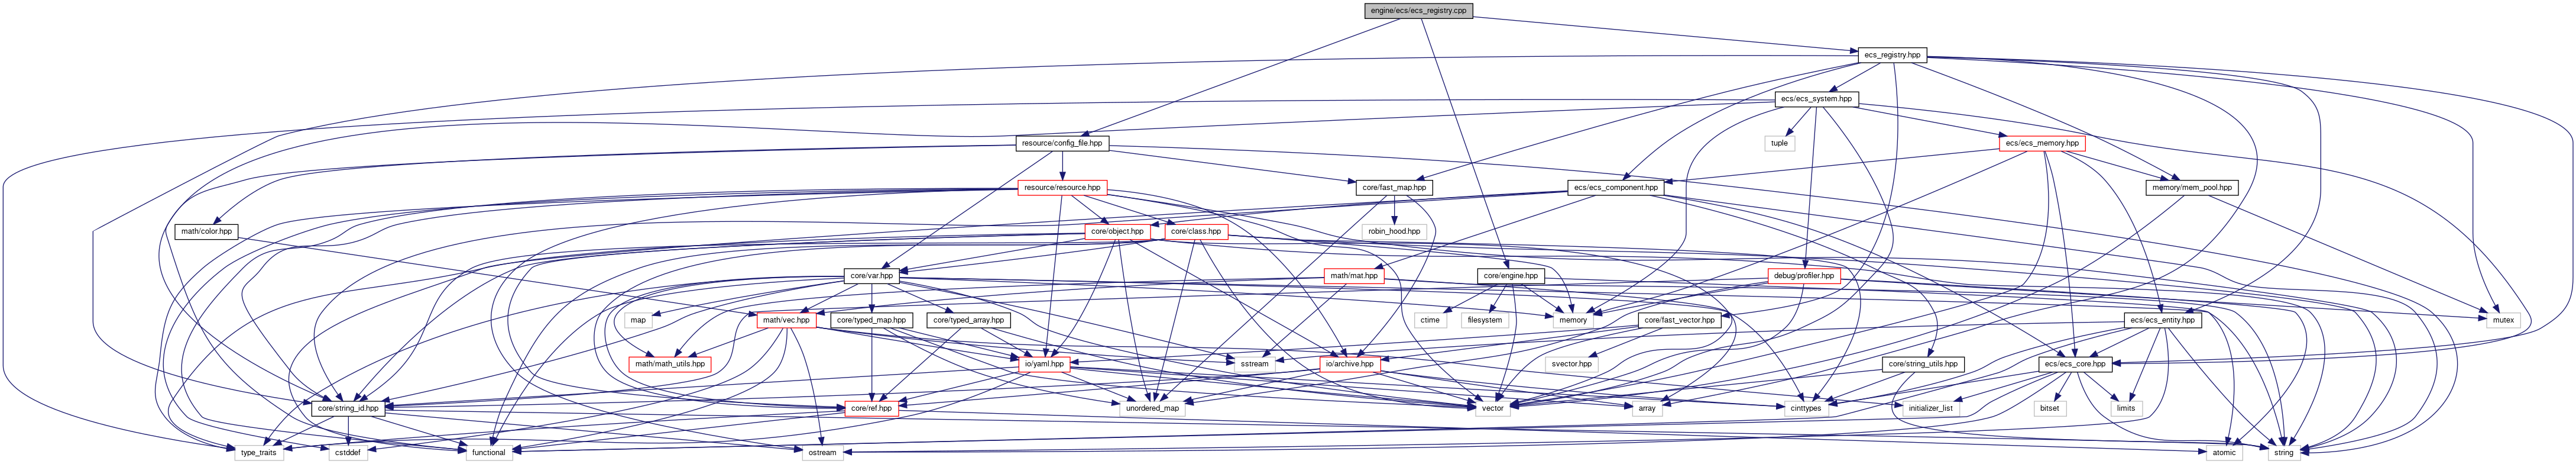 engine/ecs/ecs_registry.cpp
ecs_registry.hpp
ecs/ecs_system.hpp
resource/config_file.hpp
tuple
ecs/ecs_memory.hpp
resource/resource.hpp
core/fast_map.hpp
ecs/ecs_component.hpp
memory/mem_pool.hpp
math/color.hpp
core/object.hpp
core/class.hpp
robin_hood.hpp
core/var.hpp
math/mat.hpp
core/engine.hpp
debug/profiler.hpp
map
core/typed_map.hpp
math/vec.hpp
core/typed_array.hpp
ctime
filesystem
memory
core/fast_vector.hpp
ecs/ecs_entity.hpp
mutex
math/math_utils.hpp
io/yaml.hpp
sstream
svector.hpp
io/archive.hpp
core/string_utils.hpp
ecs/ecs_core.hpp
core/string_id.hpp
core/ref.hpp
unordered_map
vector
array
cinttypes
initializer_list
bitset
limits
type_traits
cstddef
functional
ostream
atomic
string